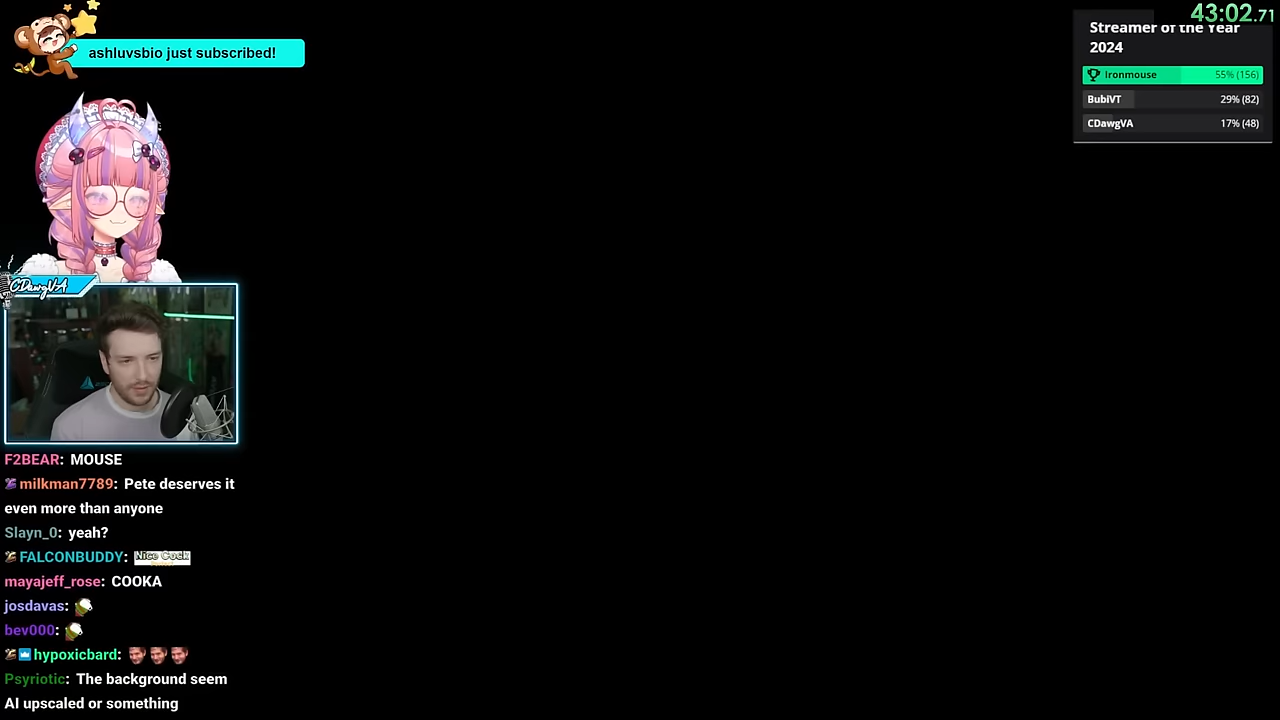 ashluvsbio just subscribed!
43:02.71
Streamer of the Year
2024
Ironmouse 55% (156)
BubiVT 29% (82)
CDawgVA 17% (48)
CDawgVA
F2BEAR: MOUSE
milkman7789: Pete deserves it
even more than anyone
Slayn_0: yeah?
FALCONBUDDY: Nice Cock
mayajeff_rose: COOKA
josdavas:
bev000:
hypoxicbard:
Psyriotic: The background seem
AI upscaled or something